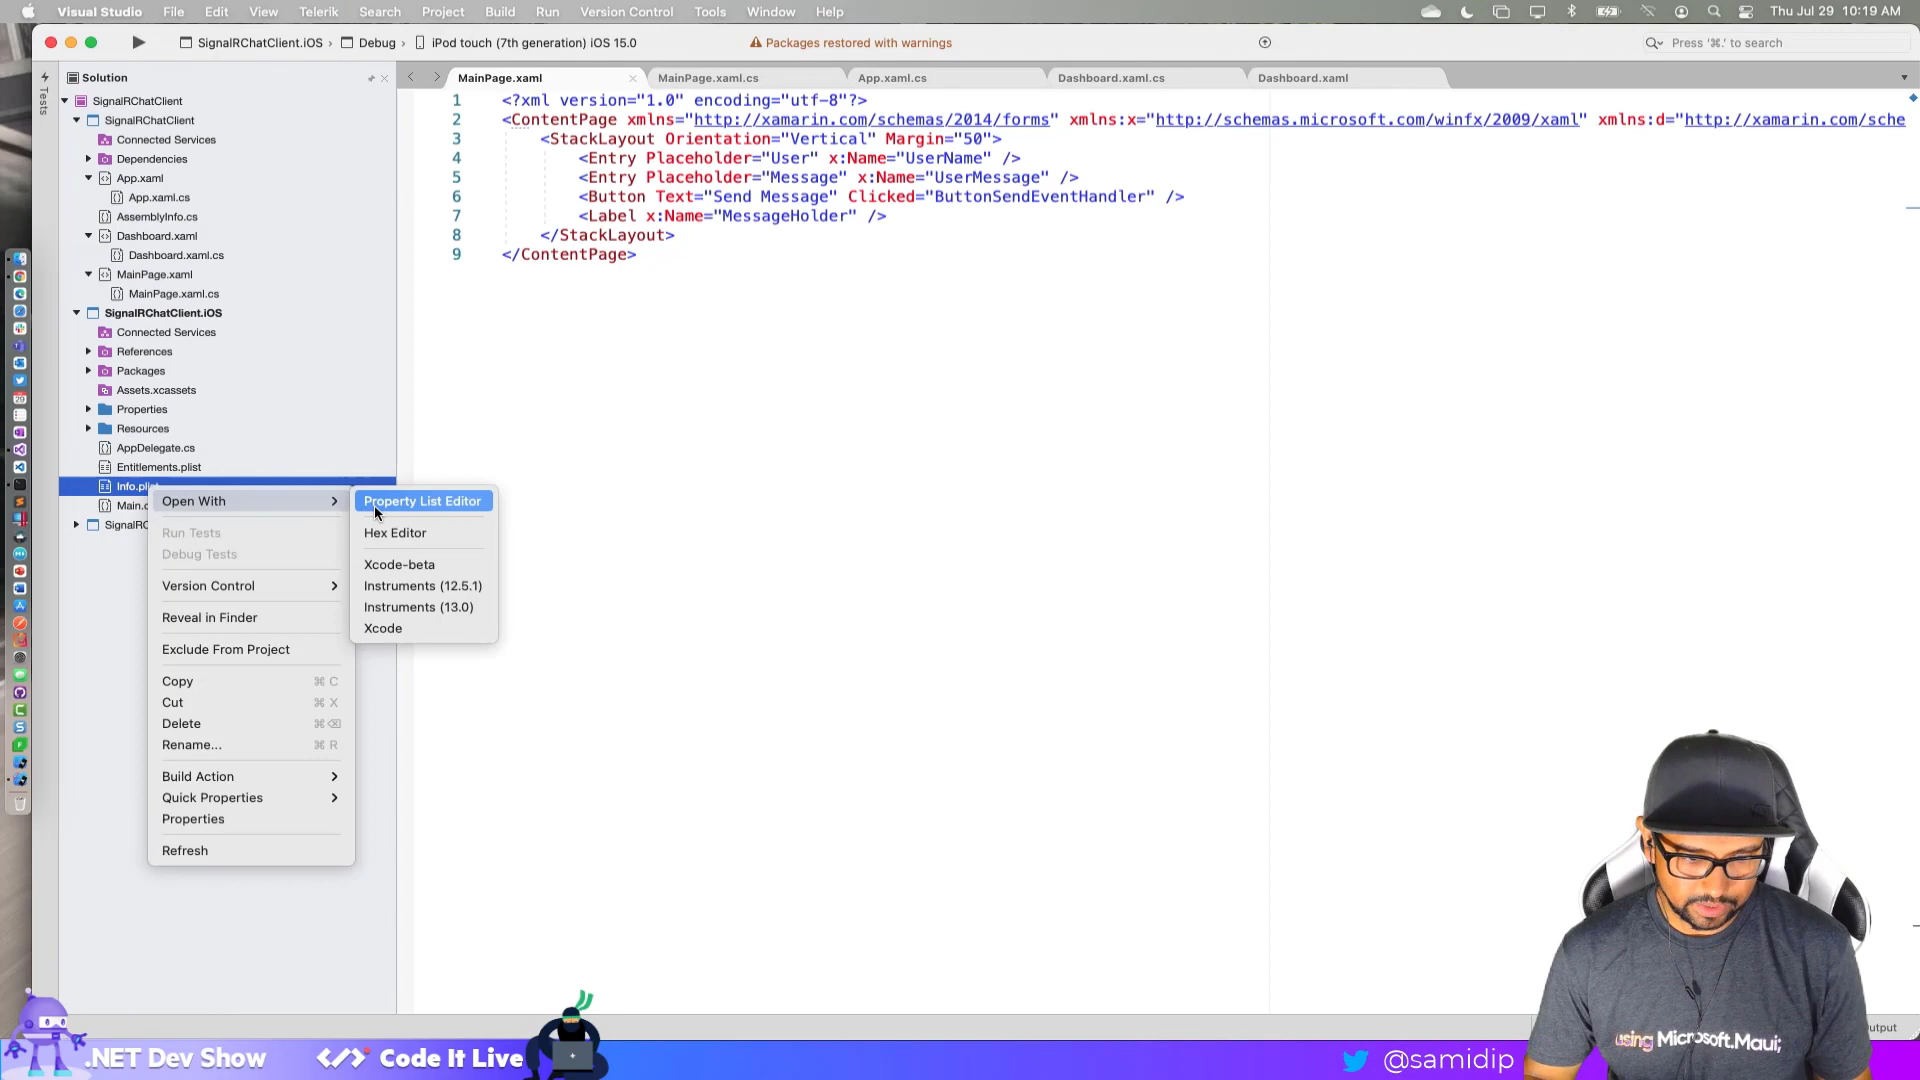 Visual Studio File Edit View Telerik Search Project Build Run Version Control Tools Window Help Thu Jul 29 10:19 AM
SignalRChatClient.iOS › Debug › iPod touch (7th generation) iOS 15.0 Packages restored with warnings Press '⌘.' to search
Solution
Tests
MainPage.xaml MainPage.xaml.cs App.xaml.cs Dashboard.xaml.cs Dashboard.xaml
SignalRChatClient
SignalRChatClient
Connected Services
Dependencies
App.xaml
App.xaml.cs
AssemblyInfo.cs
Dashboard.xaml
Dashboard.xaml.cs
MainPage.xaml
MainPage.xaml.cs
SignalRChatClient.iOS
Connected Services
References
Packages
Assets.xcassets
Properties
Resources
AppDelegate.cs
Entitlements.plist
Info.plist
Main.c
SignalRC
1 <?xml version="1.0" encoding="utf-8"?>
2 <ContentPage xmlns="http://xamarin.com/schemas/2014/forms" xmlns:x="http://schemas.microsoft.com/winfx/2009/xaml" xmlns:d="http://xamarin.com/sche
3 <StackLayout Orientation="Vertical" Margin="50">
4 <Entry Placeholder="User" x:Name="UserName" />
5 <Entry Placeholder="Message" x:Name="UserMessage" />
6 <Button Text="Send Message" Clicked="ButtonSendEventHandler" />
7 <Label x:Name="MessageHolder" />
8 </StackLayout>
9 </ContentPage>
Open With
Run Tests
Debug Tests
Version Control
Reveal in Finder
Exclude From Project
Copy ⌘ C
Cut ⌘ X
Delete ⌘⌫
Rename... ⌘ R
Build Action
Quick Properties
Properties
Refresh
Property List Editor
Hex Editor
Xcode-beta
Instruments (12.5.1)
Instruments (13.0)
Xcode
using Microsoft.Maui;
utput
.NET Dev Show </> Code It Live @samidip